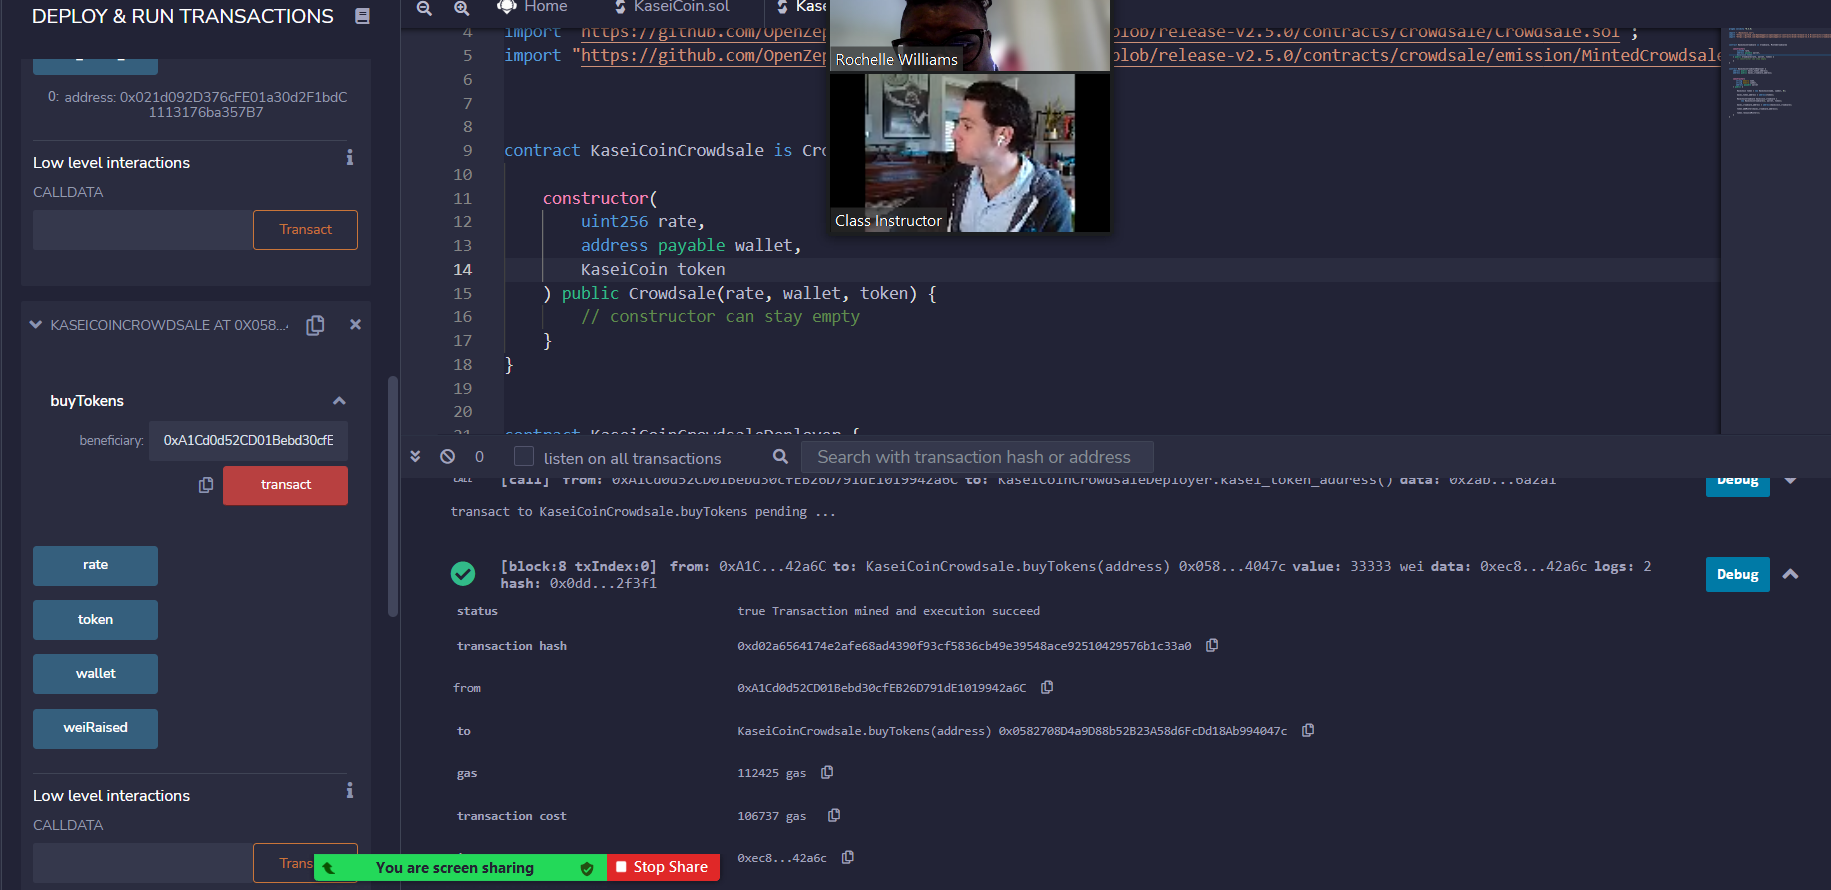 DEPLOY & RUN TRANSACTIONS
0: address: 0x021d092D376cFE01a30d2F1bdC
1113176ba357B7
Low level interactions
CALLDATA
Transact
KASEICOINCROWDSALE AT 0X058...
buyTokens
beneficiary: 0xA1Cd0d52CD01Bebd30cfE
transact
rate
token
wallet
weiRaised
Low level interactions
CALLDATA
Trans
Home KaseiCoin.sol Kase
4 import "https://github.com/OpenZep lob/release-v2.5.0/contracts/crowdsale/Crowdsale.sol";
5 import "https://github.com/OpenZep lob/release-v2.5.0/contracts/crowdsale/emission/MintedCrowdsale
6
7
8
9 contract KaseiCoinCrowdsale is Cro
10
11 constructor(
12 uint256 rate,
13 address payable wallet,
14 KaseiCoin token
15 ) public Crowdsale(rate, wallet, token) {
16 // constructor can stay empty
17 }
18 }
19
20
21 contract KaseiCoinCrowdsaleDeployer {
Rochelle Williams
Class Instructor
0 listen on all transactions Search with transaction hash or address
CALL [call] from: 0xA1Cd0d52CD01Bebd30cfEB26D791dE1019942a6C to: KaseiCoinCrowdsaleDeployer.kasei_token_address() data: 0x2ab...6a2a1 Debug
transact to KaseiCoinCrowdsale.buyTokens pending ...
[block:8 txIndex:0] from: 0xA1C...42a6C to: KaseiCoinCrowdsale.buyTokens(address) 0x058...4047c value: 33333 wei data: 0xec8...42a6c logs: 2
hash: 0x0dd...2f3f1
Debug
status true Transaction mined and execution succeed
transaction hash 0xd02a6564174e2afe68ad4390f93cf5836cb49e39548ace92510429576b1c33a0
from 0xA1Cd0d52CD01Bebd30cfEB26D791dE1019942a6C
to KaseiCoinCrowdsale.buyTokens(address) 0x0582708D4a9D88b52B23A58d6FcDd18Ab994047c
gas 112425 gas
transaction cost 106737 gas
0xec8...42a6c
You are screen sharing Stop Share